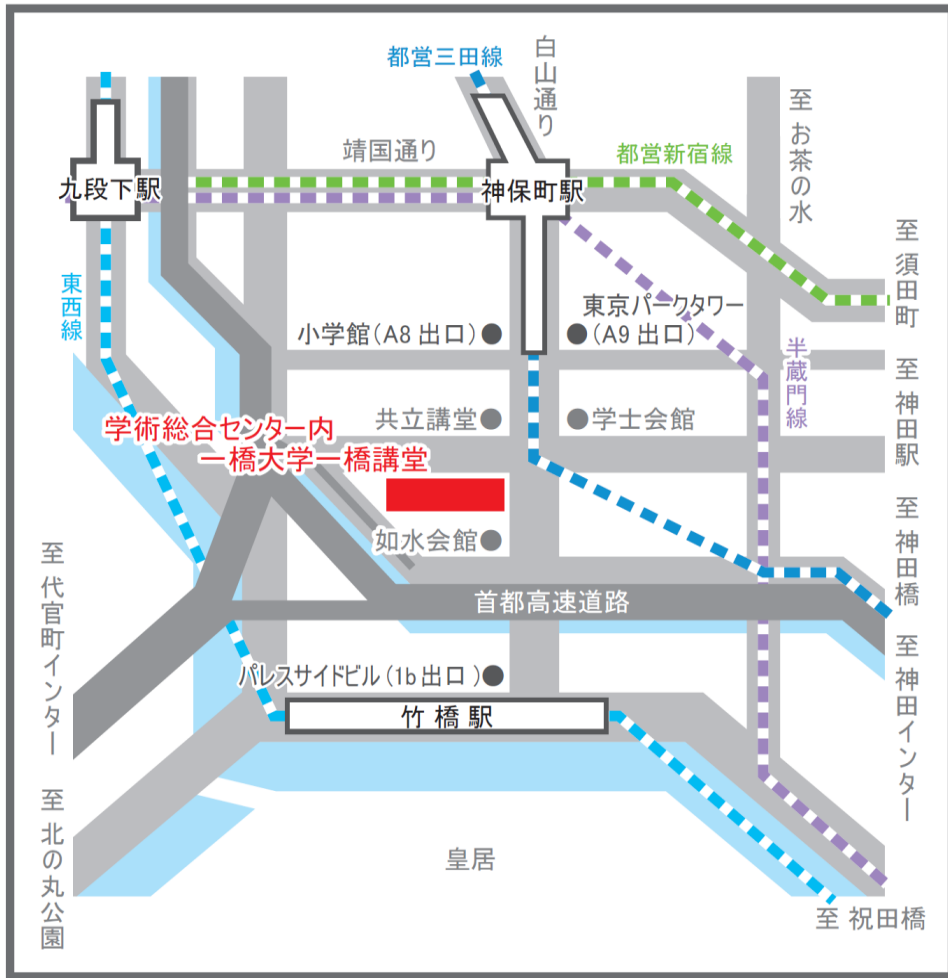 都営三田線
白山通り
靖国通り
都営新宿線
至 お茶の水
九段下駅
神保町駅
至 須田町
東西線
東京パークタワー
小学館(A8 出口)●
●(A9 出口)
半蔵門線
至 神田駅
共立講堂●
●学士会館
学術総合センター内
一橋大学一橋講堂
如水会館●
至 神田橋
至 代官町インター
首都高速道路
至 神田インター
パレスサイドビル(1b 出口 )●
竹橋駅
至 北の丸公園
皇居
至 祝田橋